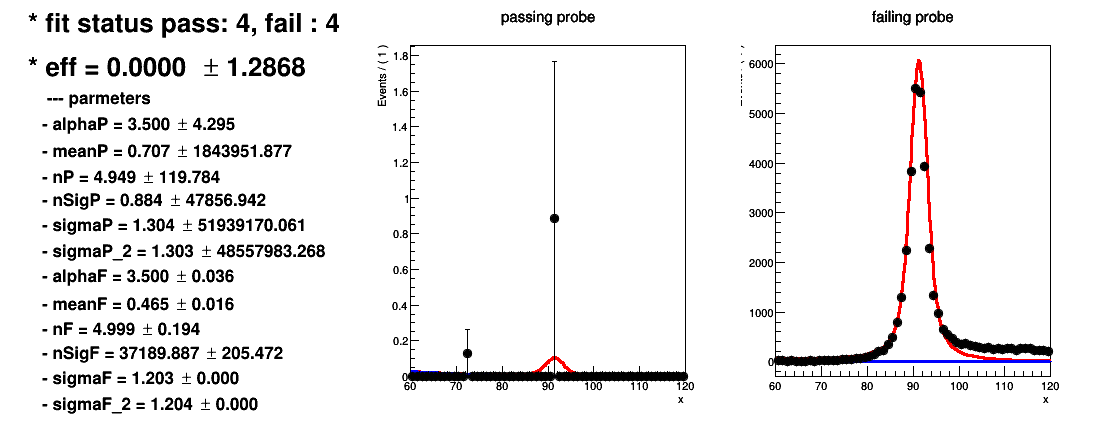 * fit status pass: 4, fail : 4
* eff = 0.0000 ± 1.2868
--- parmeters
- alphaP = 3.500 ± 4.295
- meanP = 0.707 ± 1843951.877
- nP = 4.949 ± 119.784
- nSigP = 0.884 ± 47856.942
- sigmaP = 1.304 ± 51939170.061
- sigmaP_2 = 1.303 ± 48557983.268
- alphaF = 3.500 ± 0.036
- meanF = 0.465 ± 0.016
- nF = 4.999 ± 0.194
- nSigF = 37189.887 ± 205.472
- sigmaF = 1.203 ± 0.000
- sigmaF_2 = 1.204 ± 0.000
passing probe
Events / ( 1 )
1.8
1.6
1.4
1.2
1
0.8
0.6
0.4
0.2
0
60 70 80 90 100 110 120
x
failing probe
6000
5000
4000
3000
2000
1000
0
60 70 80 90 100 110 120
x